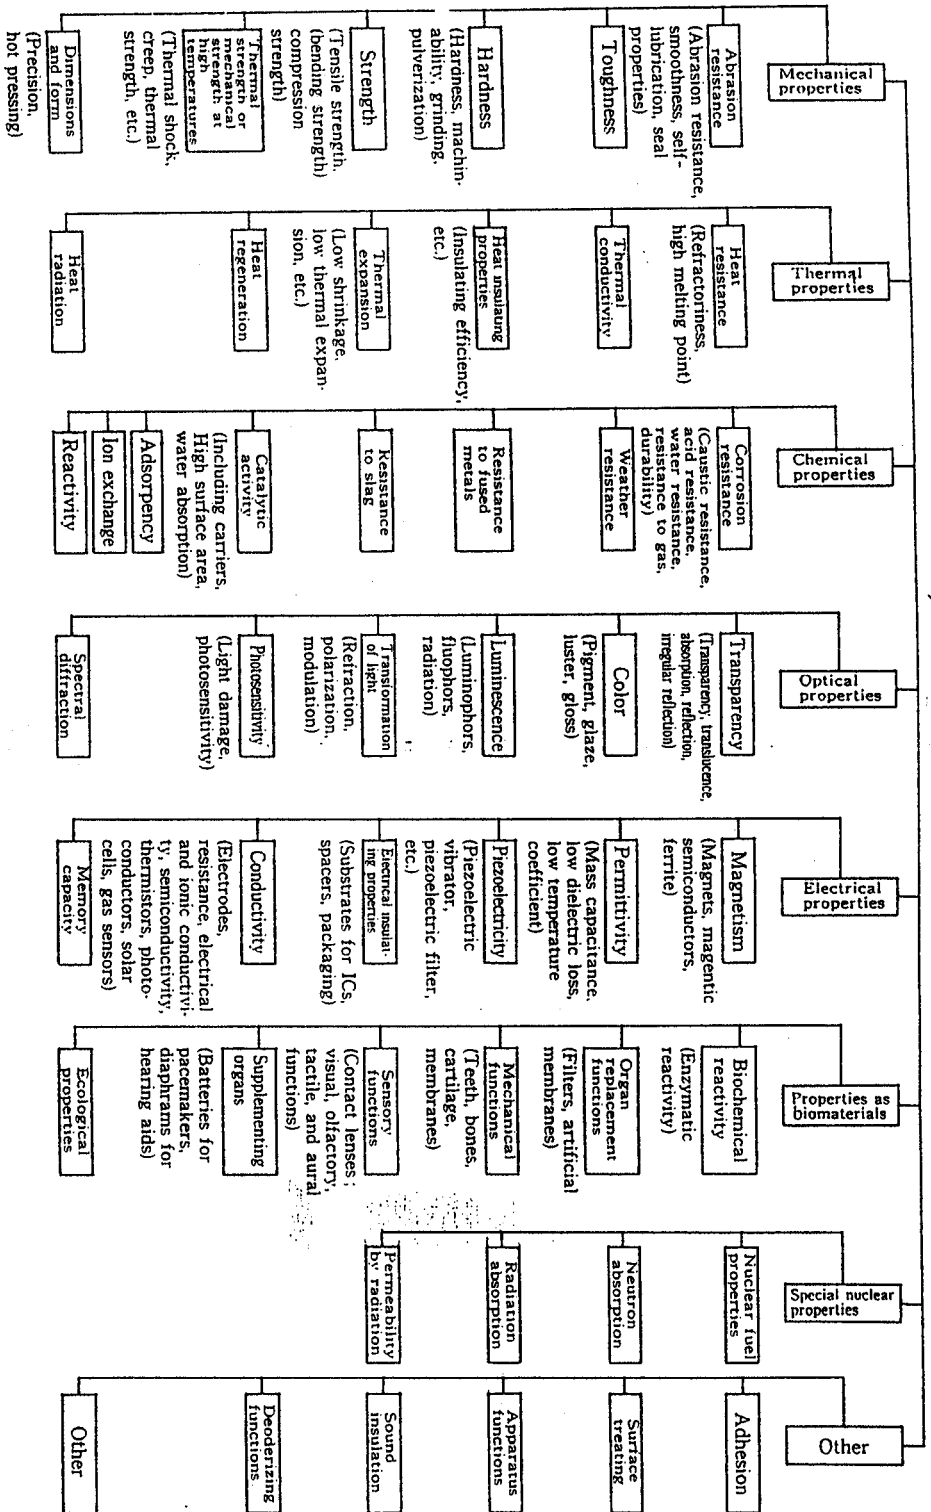 Mechanical
properties
Abrasion
resistance
(Abrasion resistance,
smoothness, self-
lubrication, seal
properties)
Toughness
Hardness
(Hardness, machin-
ability, grinding,
pulverization)
Strength
(Tensile strength,
(bending strength)
compression
strength)
Thermal
strength or
mechanical
strength at
high
temperatures
(Thermal shock,
creep, thermal
strength, etc.)
Dimensions
and form
(Precision,
hot pressing)
Thermal
properties
Heat
resistance
(Refractoriness,
high melting point)
Thermal
conductivity
Heat insulating
properties
(Insulating efficiency,
etc.)
Thermal
expansion
(Low shrinkage,
low thermal expan-
sion, etc.)
Heat
regeneration
Heat
radiation
Chemical
properties
Corrosion
resistance
(Caustic resistance,
acid resistance,
water resistance,
resistance to gas,
durability)
Weather
resistance
Resistance
to fused
metals
Resistance
to slag
Catalytic
activity
(Including carriers,
High surface area,
water absorption)
Adsorpency
Ion exchange
Reactivity
Optical
properties
Transparency
(Transparency, translucence,
absorption, reflection,
irregular reflection)
Color
(Pigment, glaze,
luster, gloss)
Luminescence
(Luminophors,
fluophors,
radiation)
Transformation
of light
(Refraction,
polarization,
modulation)
Photosensitivity
(Light damage,
photosensitivity)
Spectral
diffraction
Electrical
properties
Magnetism
(Magnets, magentic
semiconductors,
ferrite)
Permittivity
(Mass capacitance,
low dielectric loss,
low temperature
coefficient)
Piezoelectricity
(Piezoelectric
vibrator,
piezoelectric filter,
etc.)
Electrical insulat-
ing properties
(Substrates for ICs,
spacers, packaging)
Conductivity
(Electrodes,
resistance, electrical
and ionic conductivi-
ty, semiconductivity,
thermistors, photo-
conductors, solar
cells, gas sensors)
Memory
capacity
Properties as
biomaterials
Biochemical
reactivity
(Enzymatic
reactivity)
Organ
replacement
functions
(Filters, artificial
membranes)
Mechanical
functions
(Teeth, bones,
cartilage,
membranes)
Sensory
functions
(Contact lenses;
visual, olfactory,
tactile, and aural
functions)
Supplementing
organs
(Batteries for
pacemakers,
diaphrams for
hearing aids)
Ecological
properties
Special nuclear
properties
Nuclear fuel
properties
Neutron
absorption
Radiation
absorption
Permeability
by radiation
Other
Adhesion
Surface
treating
Apparatus
functions
Sound
insulation
Deoderizing
functions
Other